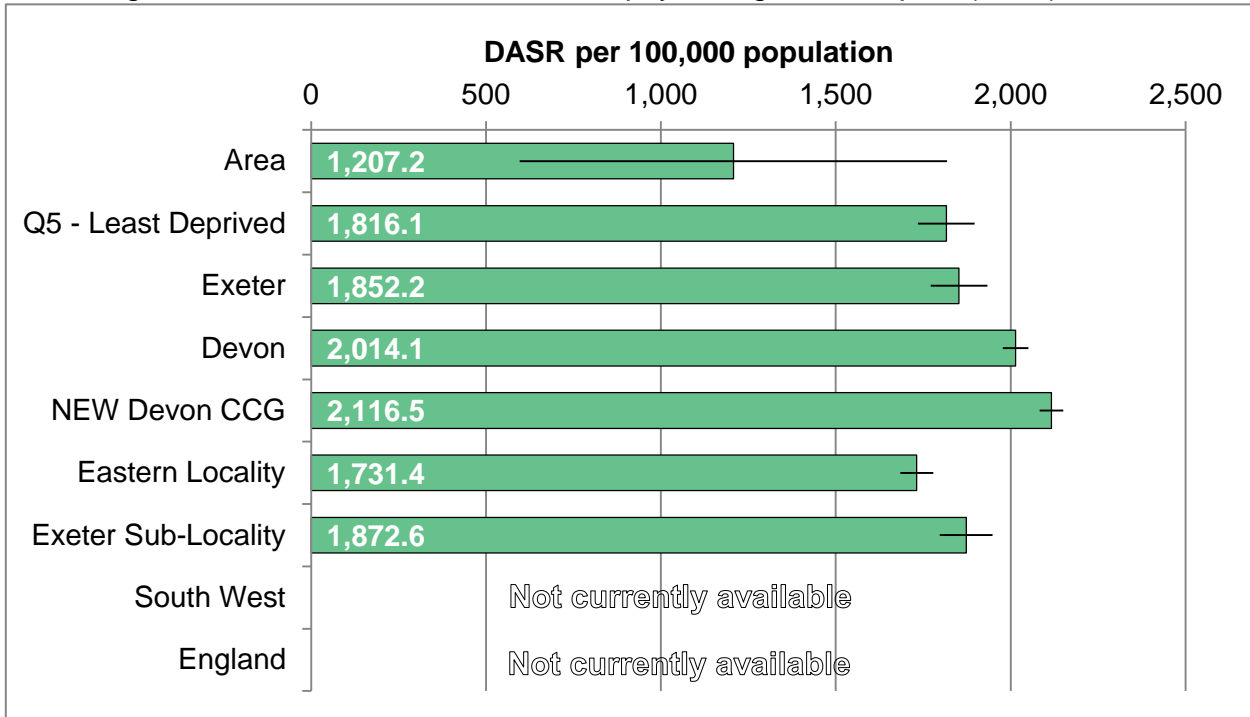 DASR per 100,000 population
0 500 1,000 1,500 2,000 2,500
Area 1,207.2
Q5 - Least Deprived 1,816.1
Exeter 1,852.2
Devon 2,014.1
NEW Devon CCG 2,116.5
Eastern Locality 1,731.4
Exeter Sub-Locality 1,872.6
South West Not currently available
England Not currently available